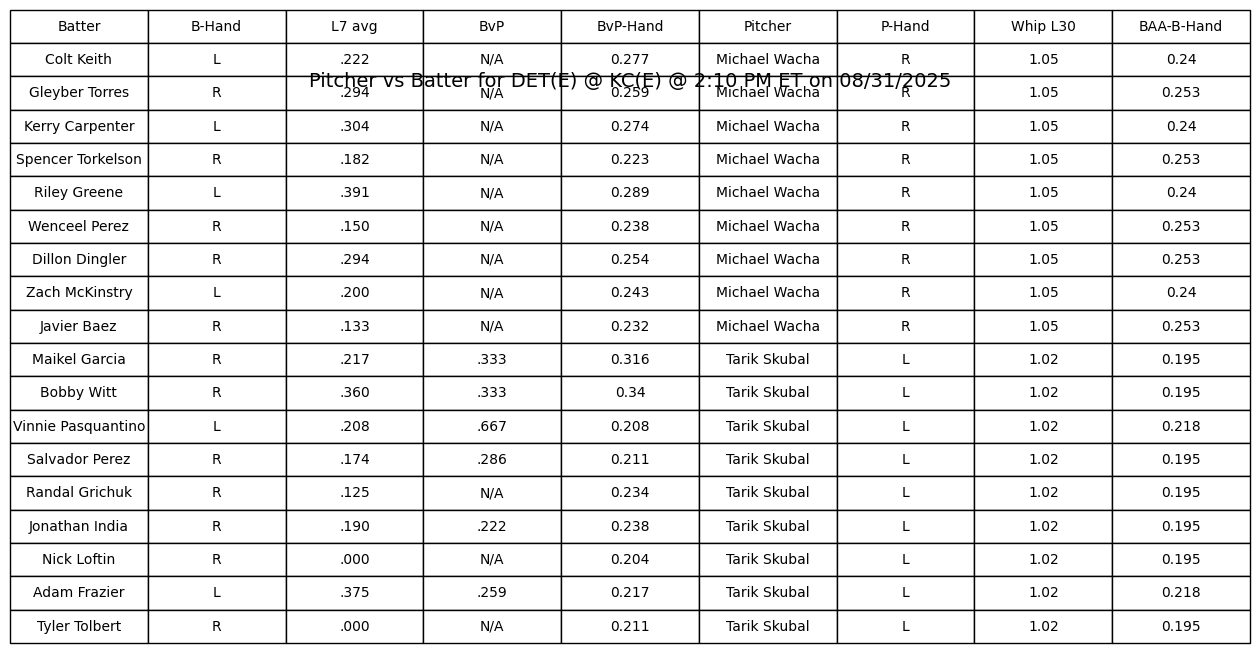 Batter B-Hand L7 avg BvP BvP-Hand Pitcher P-Hand Whip L30 BAA-B-Hand
Colt Keith L .222 N/A 0.277 Michael Wacha R 1.05 0.24
Pitcher vs Batter for DET(E) @ KC(E) @ 2:10 PM ET on 08/31/2025
Gleyber Torres R .294 N/A 0.259 Michael Wacha R 1.05 0.253
Kerry Carpenter L .304 N/A 0.274 Michael Wacha R 1.05 0.24
Spencer Torkelson R .182 N/A 0.223 Michael Wacha R 1.05 0.253
Riley Greene L .391 N/A 0.289 Michael Wacha R 1.05 0.24
Wenceel Perez R .150 N/A 0.238 Michael Wacha R 1.05 0.253
Dillon Dingler R .294 N/A 0.254 Michael Wacha R 1.05 0.253
Zach McKinstry L .200 N/A 0.243 Michael Wacha R 1.05 0.24
Javier Baez R .133 N/A 0.232 Michael Wacha R 1.05 0.253
Maikel Garcia R .217 .333 0.316 Tarik Skubal L 1.02 0.195
Bobby Witt R .360 .333 0.34 Tarik Skubal L 1.02 0.195
Vinnie Pasquantino L .208 .667 0.208 Tarik Skubal L 1.02 0.218
Salvador Perez R .174 .286 0.211 Tarik Skubal L 1.02 0.195
Randal Grichuk R .125 N/A 0.234 Tarik Skubal L 1.02 0.195
Jonathan India R .190 .222 0.238 Tarik Skubal L 1.02 0.195
Nick Loftin R .000 N/A 0.204 Tarik Skubal L 1.02 0.195
Adam Frazier L .375 .259 0.217 Tarik Skubal L 1.02 0.218
Tyler Tolbert R .000 N/A 0.211 Tarik Skubal L 1.02 0.195